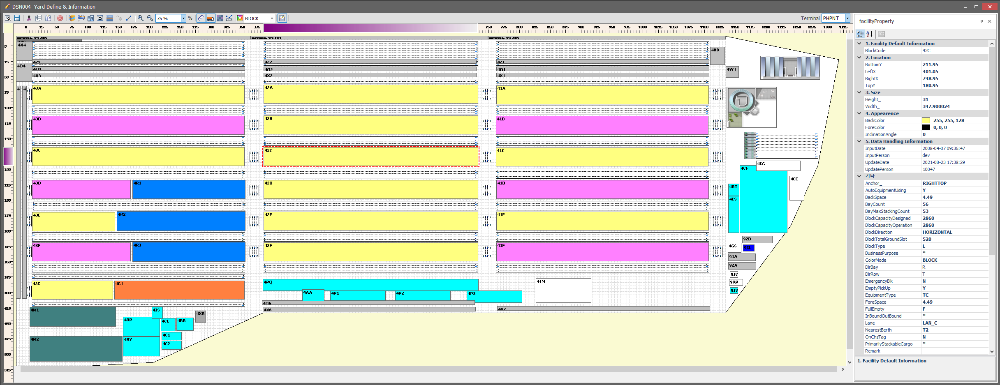 DSN004  Yard Define & Information
75 %
%
BLOCK
Terminal
PHPNT
0 25 50 75 100 125 150 175 200 225 250 275 300 325 350 375 750 775 800 825 850 875 900 925 950 975 1000 1025 1050 1075 1100 1125 1150 1175 1200 1225 1250 1275 1300 1325
0
25
50
75
100
125
150
200
225
250
275
300
325
350
375
400
425
450
475
500
525
4X4
4X0
4Z3 4Z2 4Z1
4O4
4O3 4O2 4O1
4WT
4X3 4X2 4X1
43A 42A 41A
43B 42B 41B
43C 42C 41C
4CG
4CF
4CE
43D 4R1 42D 41D
4RT
4CS
43E 4R2 42E 41E
92B
43F 4R3 42F 41F
4GS
91A
92A
9IC
4PQ
4TM
9RP
43G 4G1
9IS
4AA 4P1 4P2 4P3
4O6
4X6 4X7
4M1
4IS
4XB
4RP 4CL 4RR
4C1
4M2 4RY
4C2
facilityProperty
1. Facility Default Information
BlockCode 42C
2. Location
BottomY 211.95
LeftX 401.05
RightX 748.95
TopY 180.95
3. Size
Height_ 31
Width_ 347.900024
4. Appearence
BackColor 255, 255, 128
ForeColor 0, 0, 0
InclinationAngle 0
5. Data Handling Information
InputDate 2008-04-07 09:36:47
InputPerson dev
UpdateDate 2021-08-23 17:38:29
UpdatePerson 10047
기타
Anchor_ RIGHTTOP
AutoEquipmentUsing Y
BackSpace 4.49
BayCount 56
BayMaxStackingCount 53
BlockCapacityDesigned 2860
BlockCapacityOperation 2860
BlockDirection HORIZONTAL
BlockTotalGroundSlot 520
BlockType L
BusinessPurpose *
ColorMode BLOCK
DirBay R
DirRow T
EmergencyBlk N
EmptyPickUp Y
EquipmentType TC
ForeSpace 4.49
FullEmpty F
InBoundOutBound *
Lane LAN_C
NearestBerth T2
OnChzTag N
PrimarilyStackableCargo *
Remark
1. Facility Default Information